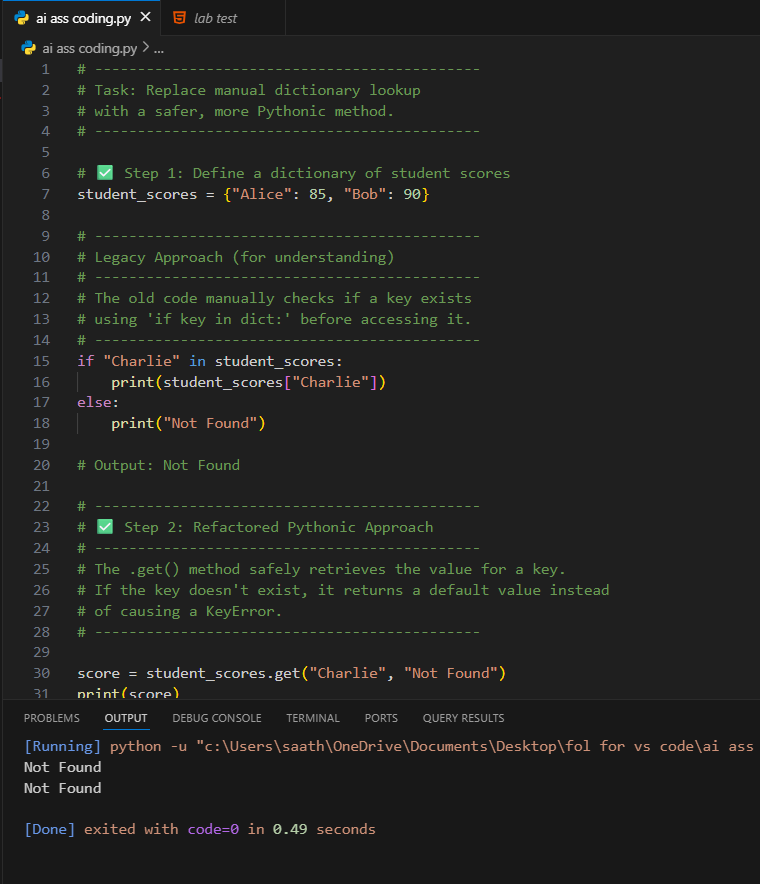 ai ass coding.py
lab test
ai ass coding.py > ...
1 # ---------------------------------------------
2 # Task: Replace manual dictionary lookup
3 # with a safer, more Pythonic method.
4 # ---------------------------------------------
5
6 # ✅ Step 1: Define a dictionary of student scores
7 student_scores = {"Alice": 85, "Bob": 90}
8
9 # ---------------------------------------------
10 # Legacy Approach (for understanding)
11 # ---------------------------------------------
12 # The old code manually checks if a key exists
13 # using 'if key in dict:' before accessing it.
14 # ---------------------------------------------
15 if "Charlie" in student_scores:
16     print(student_scores["Charlie"])
17 else:
18     print("Not Found")
19
20 # Output: Not Found
21
22 # ---------------------------------------------
23 # ✅ Step 2: Refactored Pythonic Approach
24 # ---------------------------------------------
25 # The .get() method safely retrieves the value for a key.
26 # If the key doesn't exist, it returns a default value instead
27 # of causing a KeyError.
28 # ---------------------------------------------
29
30 score = student_scores.get("Charlie", "Not Found")
31 print(score)
PROBLEMS OUTPUT DEBUG CONSOLE TERMINAL PORTS QUERY RESULTS
[Running] python -u "c:\Users\saath\OneDrive\Documents\Desktop\fol for vs code\ai ass
Not Found
Not Found
[Done] exited with code=0 in 0.49 seconds